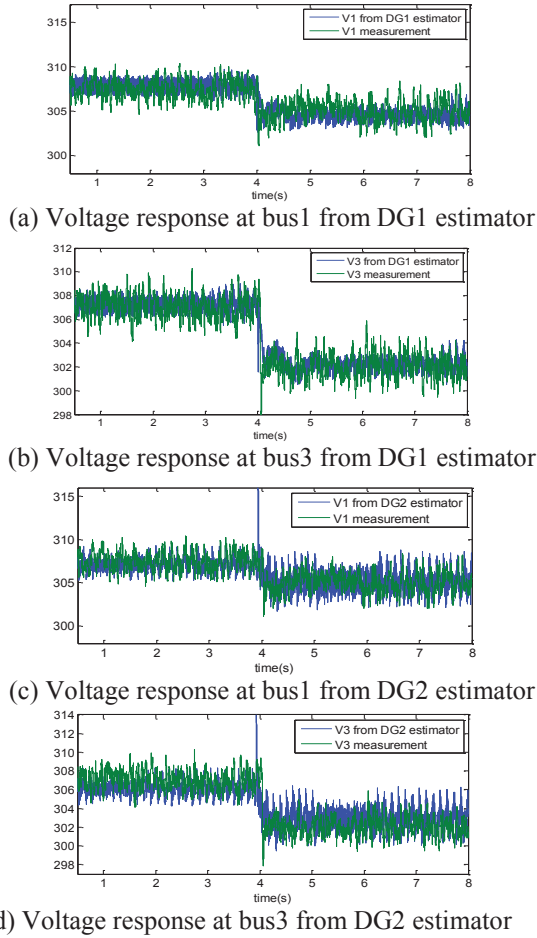 315
310
305
300
V1 from DG1 estimator
V1 measurement
1 2 3 4 5 6 7 8
time(s)
(a) Voltage response at bus1 from DG1 estimator
312
310
308
306
304
302
300
298
V3 from DG1 estimator
V3 measurement
1 2 3 4 5 6 7 8
time(s)
(b) Voltage response at bus3 from DG1 estimator
315
310
305
300
V1 from DG2 estimator
V1 measurement
1 2 3 4 5 6 7 8
time(s)
(c) Voltage response at bus1 from DG2 estimator
314
312
310
308
306
304
302
300
298
V3 from DG2 estimator
V3 measurement
1 2 3 4 5 6 7 8
time(s)
d) Voltage response at bus3 from DG2 estimator